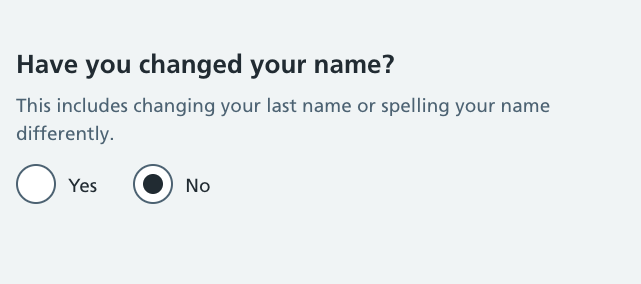 Have you changed your name?
This includes changing your last name or spelling your name
differently.
Yes No